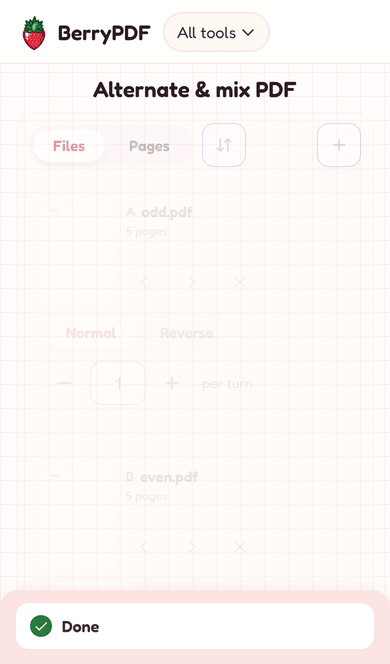 BerryPDF All tools
Alternate & mix PDF
Files Pages
A odd.pdf
5 pages
Normal Reverse
1 per turn
B even.pdf
5 pages
Done